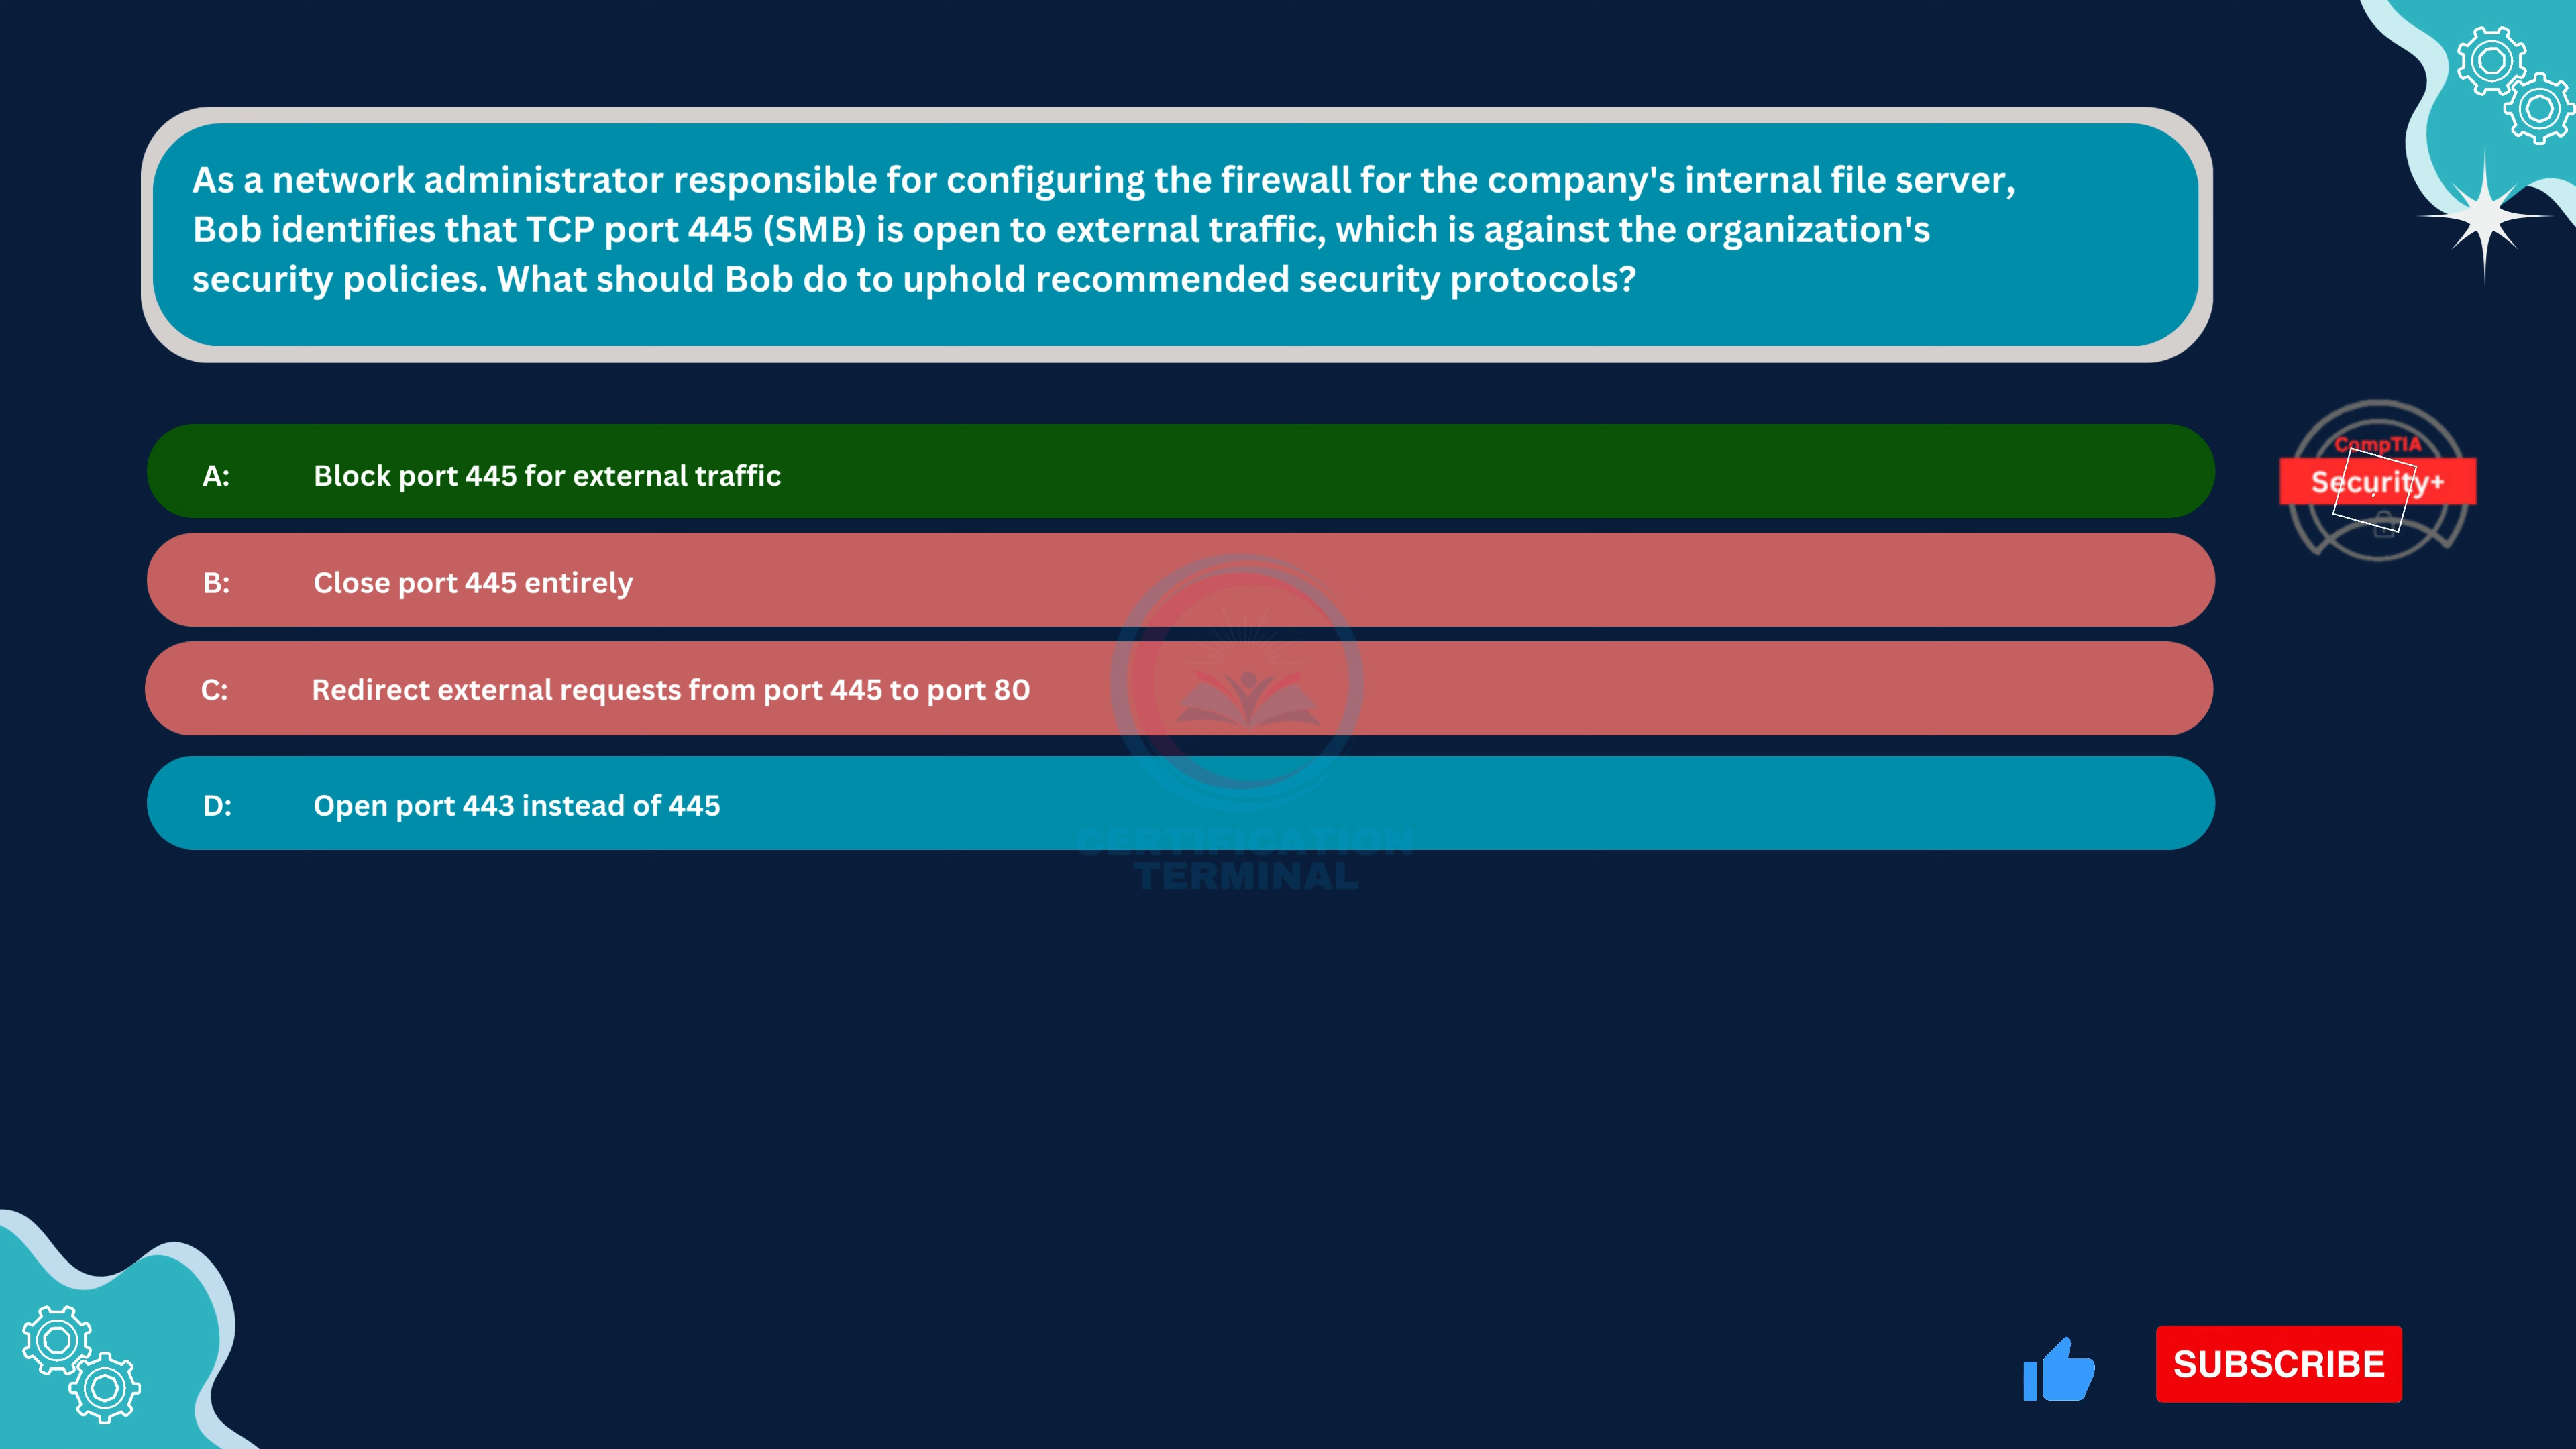 As a network administrator responsible for configuring the firewall for the company's internal file server,
Bob identifies that TCP port 445 (SMB) is open to external traffic, which is against the organization's
security policies. What should Bob do to uphold recommended security protocols?
A: Block port 445 for external traffic
CompTIA
Security+
B: Close port 445 entirely
C: Redirect external requests from port 445 to port 80
D: Open port 443 instead of 445
CERTIFICATION
TERMINAL
SUBSCRIBE